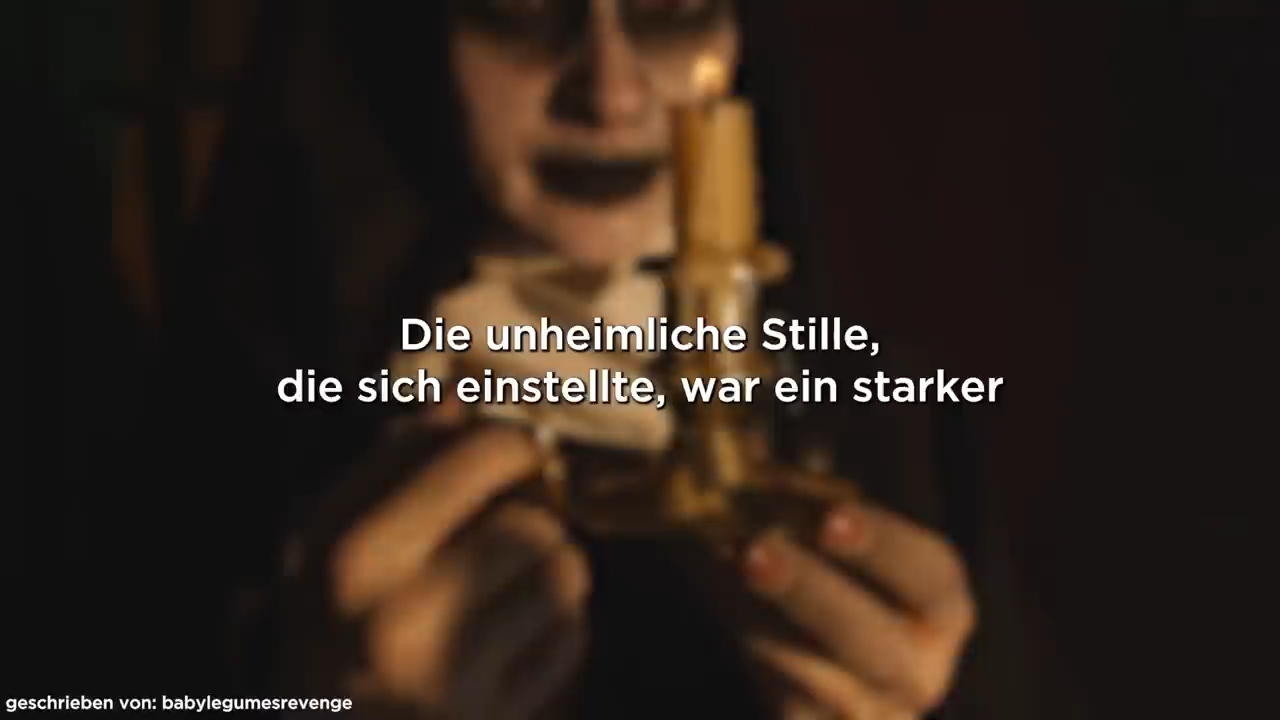 Die unheimliche Stille,
die sich einstellte, war ein starker
geschrieben von: babylegumesrevenge